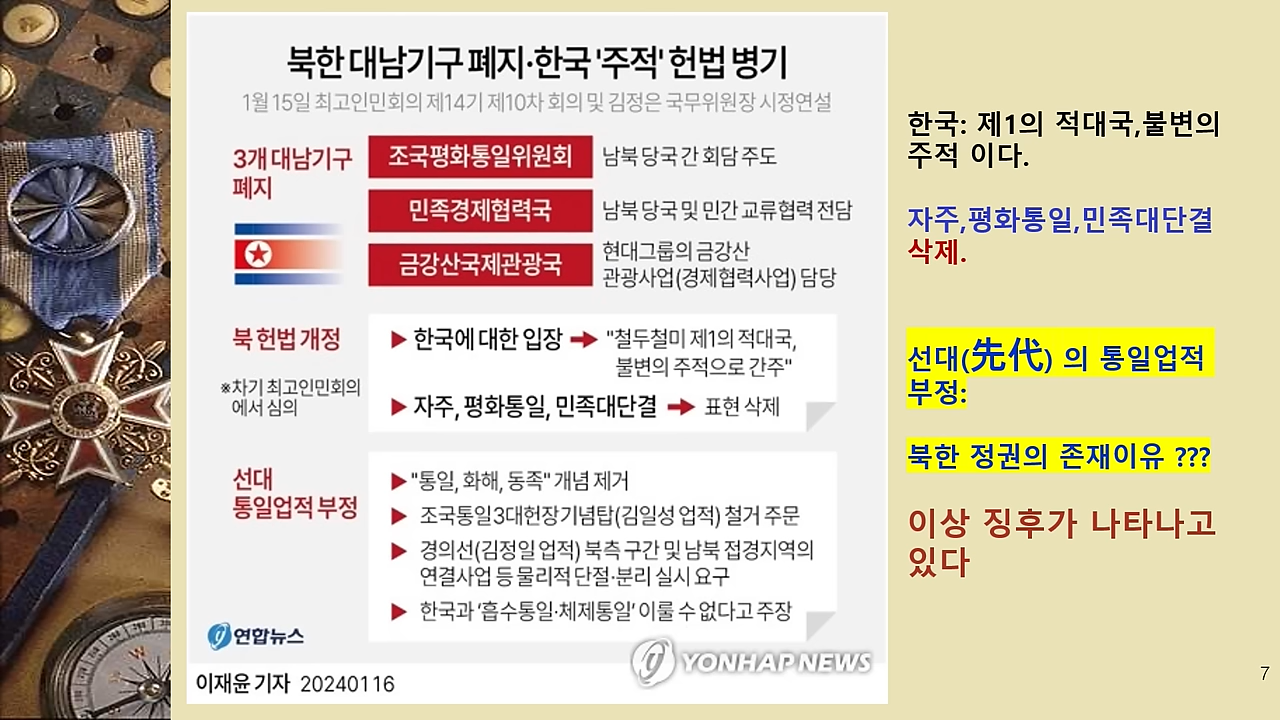 북한 대남기구 폐지·한국 '주적' 헌법 병기
1월 15일 최고인민회의 제14기 제10차 회의 및 김정은 국무위원장 시정연설
3개 대남기구
폐지
조국평화통일위원회
남북 당국 간 회담 주도
민족경제협력국
남북 당국 및 민간 교류협력 전담
금강산국제관광국
현대그룹의 금강산
관광사업(경제협력사업) 담당
북 헌법 개정
※차기 최고인민회의
에서 심의
▶ 한국에 대한 입장 ➡ "철두철미 제1의 적대국,
불변의 주적으로 간주"
▶ 자주, 평화통일, 민족대단결 ➡ 표현 삭제
선대
통일업적 부정
▶ "통일, 화해, 동족" 개념 제거
▶ 조국통일3대헌장기념탑(김일성 업적) 철거 주문
▶ 경의선(김정일 업적) 북측 구간 및 남북 접경지역의
연결사업 등 물리적 단절·분리 실시 요구
▶ 한국과 ‘흡수통일·체제통일’ 이룰 수 없다고 주장
연합뉴스
YONHAP NEWS
이재윤 기자 20240116
한국: 제1의 적대국,불변의
주적 이다.
자주,평화통일,민족대단결
삭제.
선대(先代) 의 통일업적
부정:
북한 정권의 존재이유 ???
이상 징후가 나타나고
있다
7